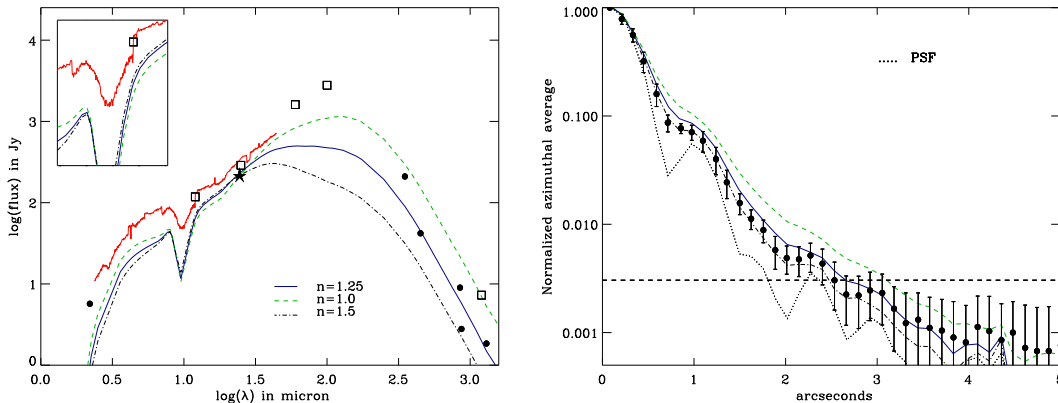 log(flux) in Jy
4
3
2
1
0
n=1.25
n=1.0
n=1.5
0.0 0.5 1.0 1.5 2.0 2.5 3.0
log(λ) in micron
Normalized azimuthal average
1.000
0.100
0.010
0.001
PSF
0 1 2 3 4 5
arcseconds